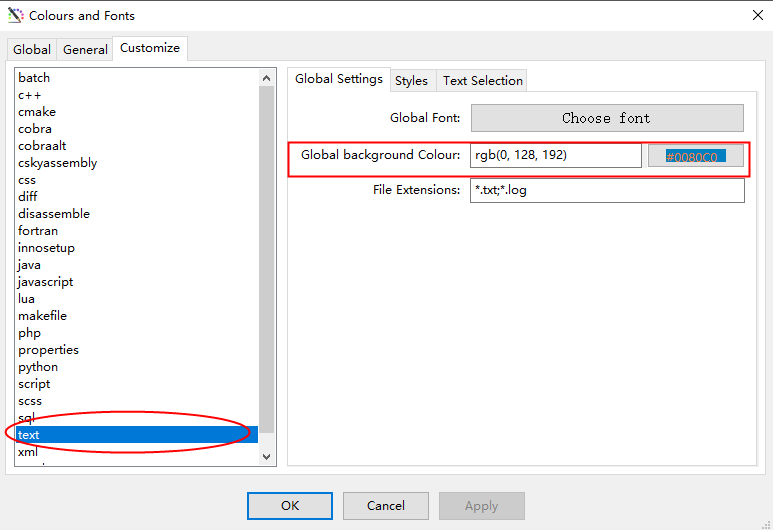 Colours and Fonts
Global General Customize
batch
c++
cmake
cobra
cobraalt
cskyassembly
css
diff
disassemble
fortran
innosetup
java
javascript
lua
makefile
php
properties
python
script
scss
sql
text
xml
Global Settings Styles Text Selection
Global Font: Choose font
Global background Colour: rgb(0, 128, 192) #0080C0
File Extensions: *.txt;*.log
OK Cancel Apply